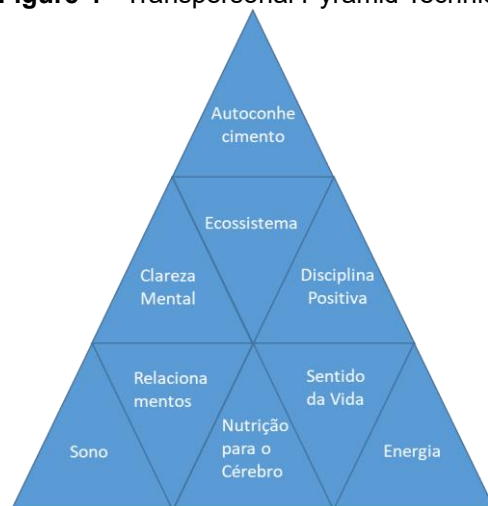 Figure 1 Transpersonal Pyramid
Autoconhe
cimento
Ecossistema
Clareza
Mental
Disciplina
Positiva
Relaciona
mentos
Sentido
da Vida
Sono
Nutrição
para o
Cérebro
Energia